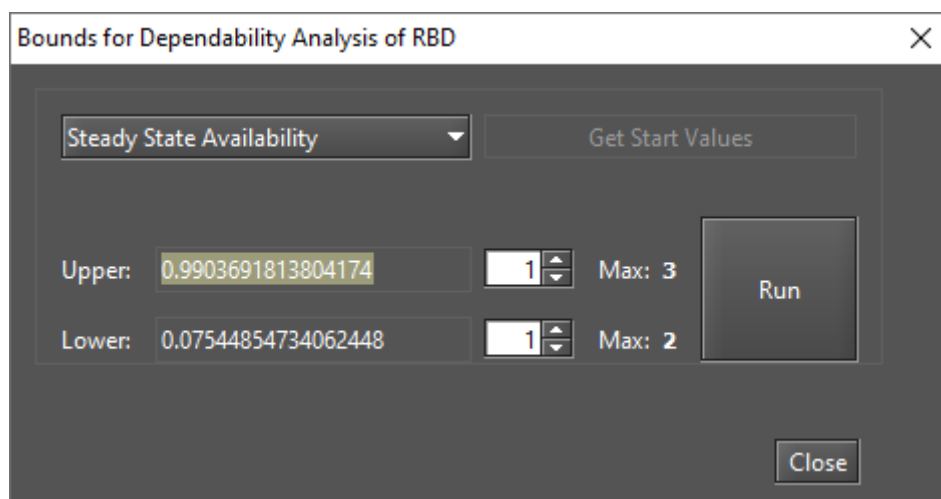 Bounds for Dependability Analysis of RBD
Steady State Availability Get Start Values
Upper: 0.9903691813804174 1 Max: 3
Run
Lower: 0.07544854734062448 1 Max: 2
Close